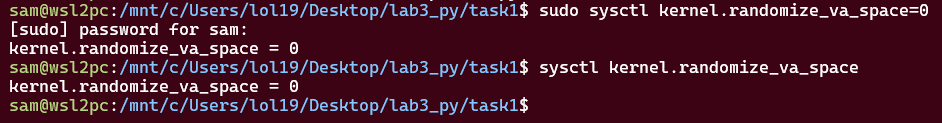 sam@wsl2pc:/mnt/c/Users/lol19/Desktop/lab3_py/task1$ sudo sysctl kernel.randomize_va_space=0
[sudo] password for sam:
kernel.randomize_va_space = 0
sam@wsl2pc:/mnt/c/Users/lol19/Desktop/lab3_py/task1$ sysctl kernel.randomize_va_space
kernel.randomize_va_space = 0
sam@wsl2pc:/mnt/c/Users/lol19/Desktop/lab3_py/task1$